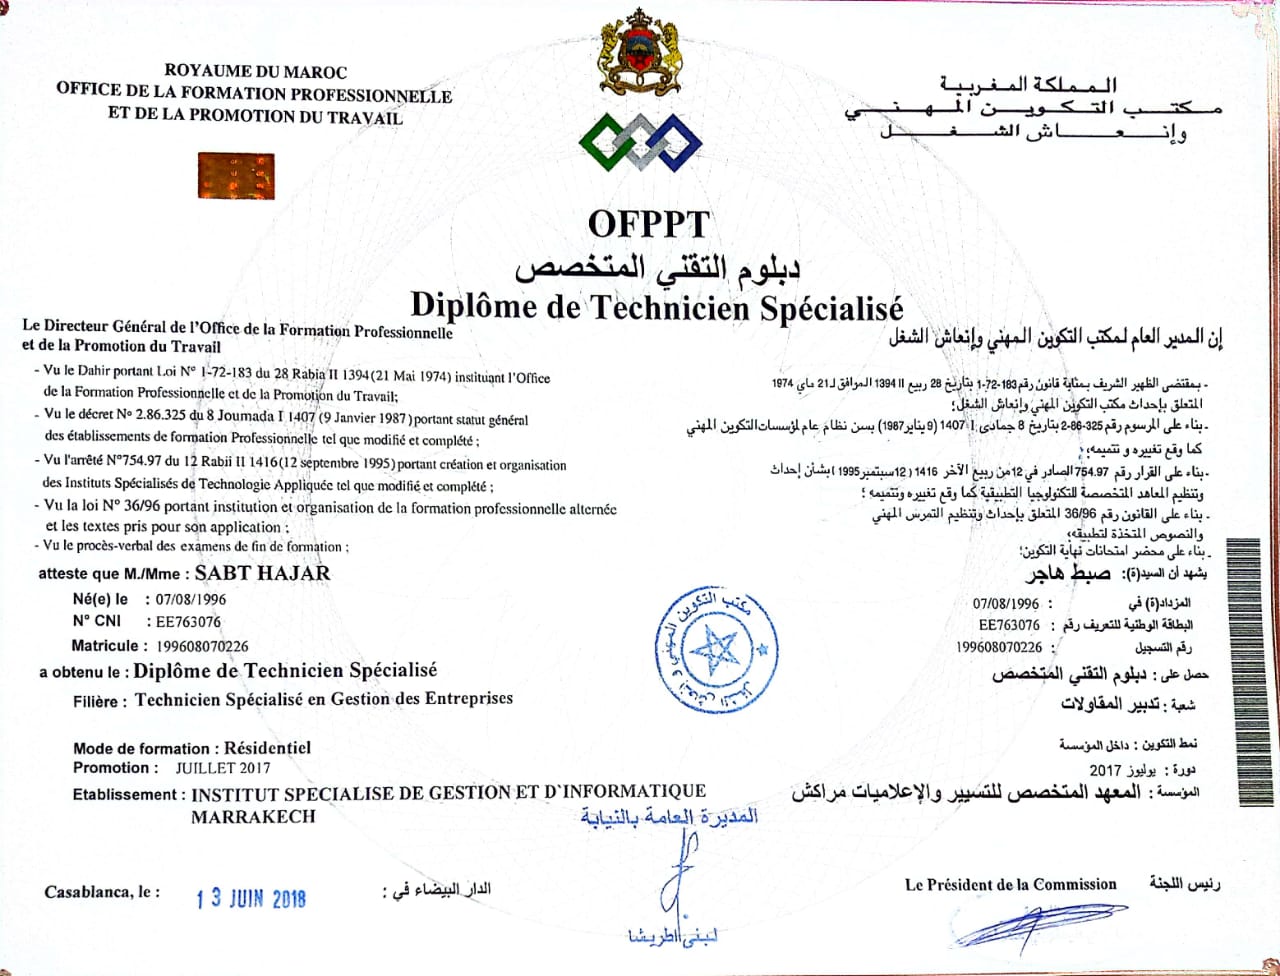 ROYAUME DU MAROC
OFFICE DE LA FORMATION PROFESSIONNELLE
ET DE LA PROMOTION DU TRAVAIL
المملكة المغربية
مكتب التكوين المهني
وإنعاش الشغل
OFPPT
دبلوم التقني المتخصص
Diplôme de Technicien Spécialisé
Le Directeur Général de l'Office de la Formation Professionnelle
et de la Promotion du Travail
- Vu le Dahir portant Loi N° 1-72-183 du 28 Rabia II 1394(21 Mai 1974) instituant l'Office
de la Formation Professionnelle et de la Promotion du Travail;
- Vu le décret N° 2.86.325 du 8 Joumada I 1407 (9 Janvier 1987) portant statut général
des établissements de formation Professionnelle tel que modifié et complété ;
- Vu l'arrêté N°754.97 du 12 Rabii II 1416(12 septembre 1995) portant création et organisation
des Instituts Spécialisés de Technologie Appliquée tel que modifié et complété ;
- Vu la loi N° 36/96 portant institution et organisation de la formation professionnelle alternée
et les textes pris pour son application ;
- Vu le procès-verbal des examens de fin de formation ;
إن المدير العام لمكتب التكوين المهني وإنعاش الشغل
- بمقتضى الظهير الشريف بمثابة قانون رقم 183-72-1 بتاريخ 28 ربيع II 1394 الموافق لـ 21 ماي 1974
المتعلق بإحداث مكتب التكوين المهني وإنعاش الشغل؛
- بناء على المرسوم رقم 325-86-2 بتاريخ 8 جمادى I 1407 (9 يناير 1987) بسن نظام عام لمؤسسات التكوين المهني
كما وقع تغييره و تتميمه؛
- بناء على القرار رقم 754.97 الصادر في 12 من ربيع الآخر 1416 (12 سبتمبر 1995) بشأن إحداث
وتنظيم المعاهد المتخصصة للتكنولوجيا التطبيقية كما وقع تغييره وتتميمه ؛
- بناء على القانون رقم 36/96 المتعلق بإحداث وتنظيم التمرس المهني
والنصوص المتخذة لتطبيقه؛
- بناء على محضر امتحانات نهاية التكوين؛
atteste que M./Mme : SABT HAJAR
Né(e) le : 07/08/1996
N° CNI : EE763076
Matricule : 199608070226
a obtenu le : Diplôme de Technicien Spécialisé
Filière : Technicien Spécialisé en Gestion des Entreprises
Mode de formation : Résidentiel
Promotion : JUILLET 2017
Etablissement : INSTITUT SPECIALISE DE GESTION ET D`INFORMATIQUE
MARRAKECH
يشهد أن السيد(ة): صبط هاجر
المزداد(ة) في : 07/08/1996
البطاقة الوطنية للتعريف رقم : EE763076
رقم التسجيل : 199608070226
حصل على : دبلوم التقني المتخصص
شعبة : تدبير المقاولات
نمط التكوين : داخل المؤسسة
دورة : يوليوز 2017
المؤسسة : المعهد المتخصص للتسيير والإعلاميات مراكش
مكتب التكوين المهني و إنعاش الشغل
المديرة العامة بالنيابة
لبنى اطريشا
Casablanca, le : 13 JUIN 2018 الدار البيضاء في :
Le Président de la Commission رئيس اللجنة